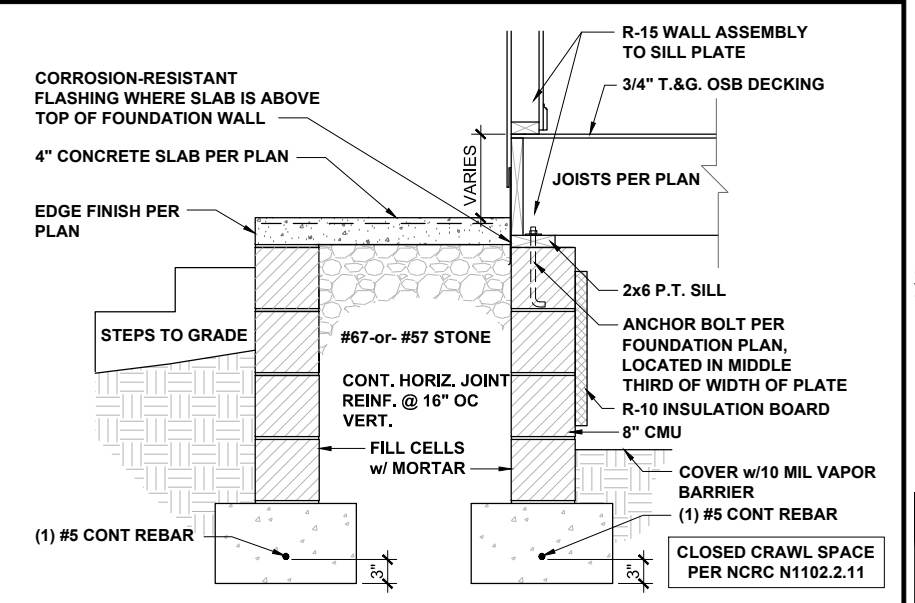 CORROSION-RESISTANT
FLASHING WHERE SLAB IS ABOVE
TOP OF FOUNDATION WALL
4" CONCRETE SLAB PER PLAN
EDGE FINISH PER
PLAN
STEPS TO GRADE
VARIES
R-15 WALL ASSEMBLY
TO SILL PLATE
3/4" T.&G. OSB DECKING
JOISTS PER PLAN
2x6 P.T. SILL
#67-or- #57 STONE
ANCHOR BOLT PER
FOUNDATION PLAN,
LOCATED IN MIDDLE
THIRD OF WIDTH OF PLATE
CONT. HORIZ. JOINT
REINF. @ 16" OC
VERT.
R-10 INSULATION BOARD
8" CMU
FILL CELLS
w/ MORTAR
COVER w/10 MIL VAPOR
BARRIER
(1) #5 CONT REBAR
(1) #5 CONT REBAR
3"
3"
CLOSED CRAWL SPACE
PER NCRC N1102.2.11